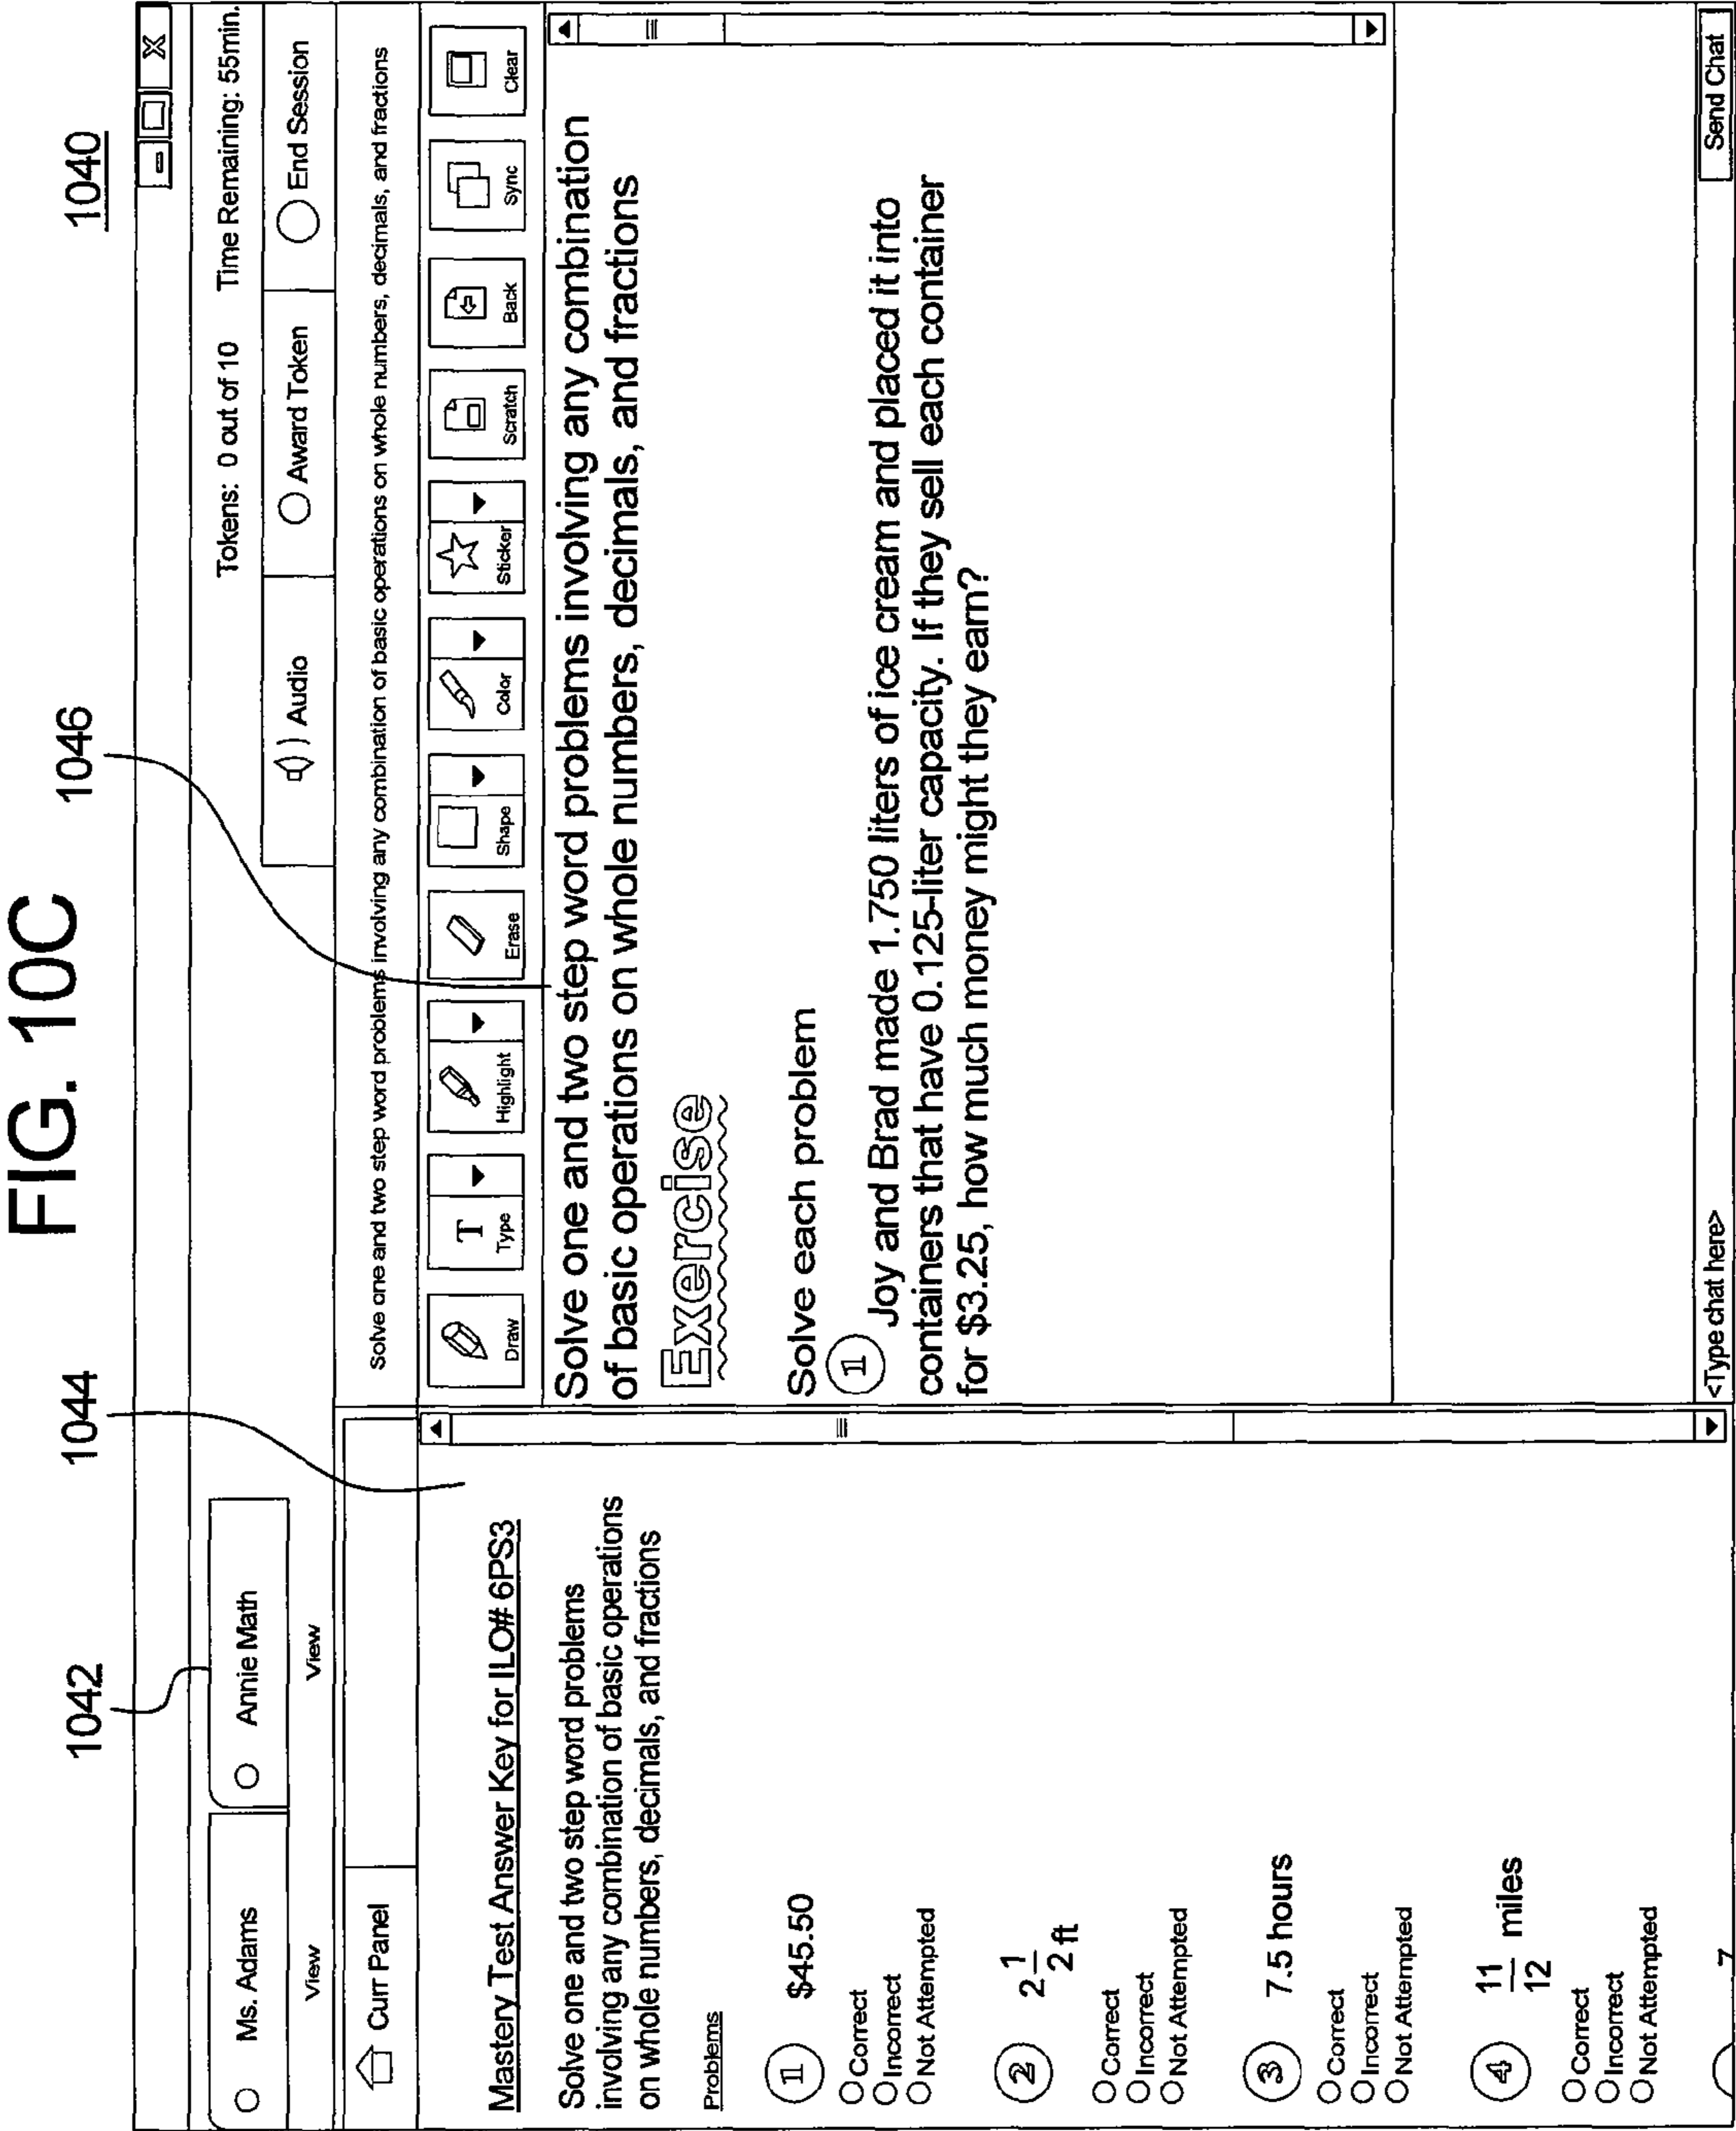 FIG. 10C
1040
1042
1044
1046
Tokens: 0 out of 10 Time Remaining: 55min.
Ms. Adams
Annie Math
View
View
Audio
Award Token
End Session
Curr Panel
Solve one and two step word problems involving any combination of basic operations on whole numbers, decimals, and fractions
Draw
T
Type
Highlight
Erase
Shape
Color
Sticker
Scratch
Back
Sync
Clear
Mastery Test Answer Key for ILO# 6PS3
Solve one and two step word problems
involving any combination of basic operations
on whole numbers, decimals, and fractions
Problems
1 $45.50
Correct
Incorrect
Not Attempted
2 2 1/2 ft
Correct
Incorrect
Not Attempted
3 7.5 hours
Correct
Incorrect
Not Attempted
4 11/12 miles
Correct
Incorrect
Not Attempted
Solve one and two step word problems involving any combination
of basic operations on whole numbers, decimals, and fractions
Exercise
Solve each problem
1 Joy and Brad made 1.750 liters of ice cream and placed it into
containers that have 0.125-liter capacity. If they sell each container
for $3.25, how much money might they earn?
<Type chat here>
Send Chat